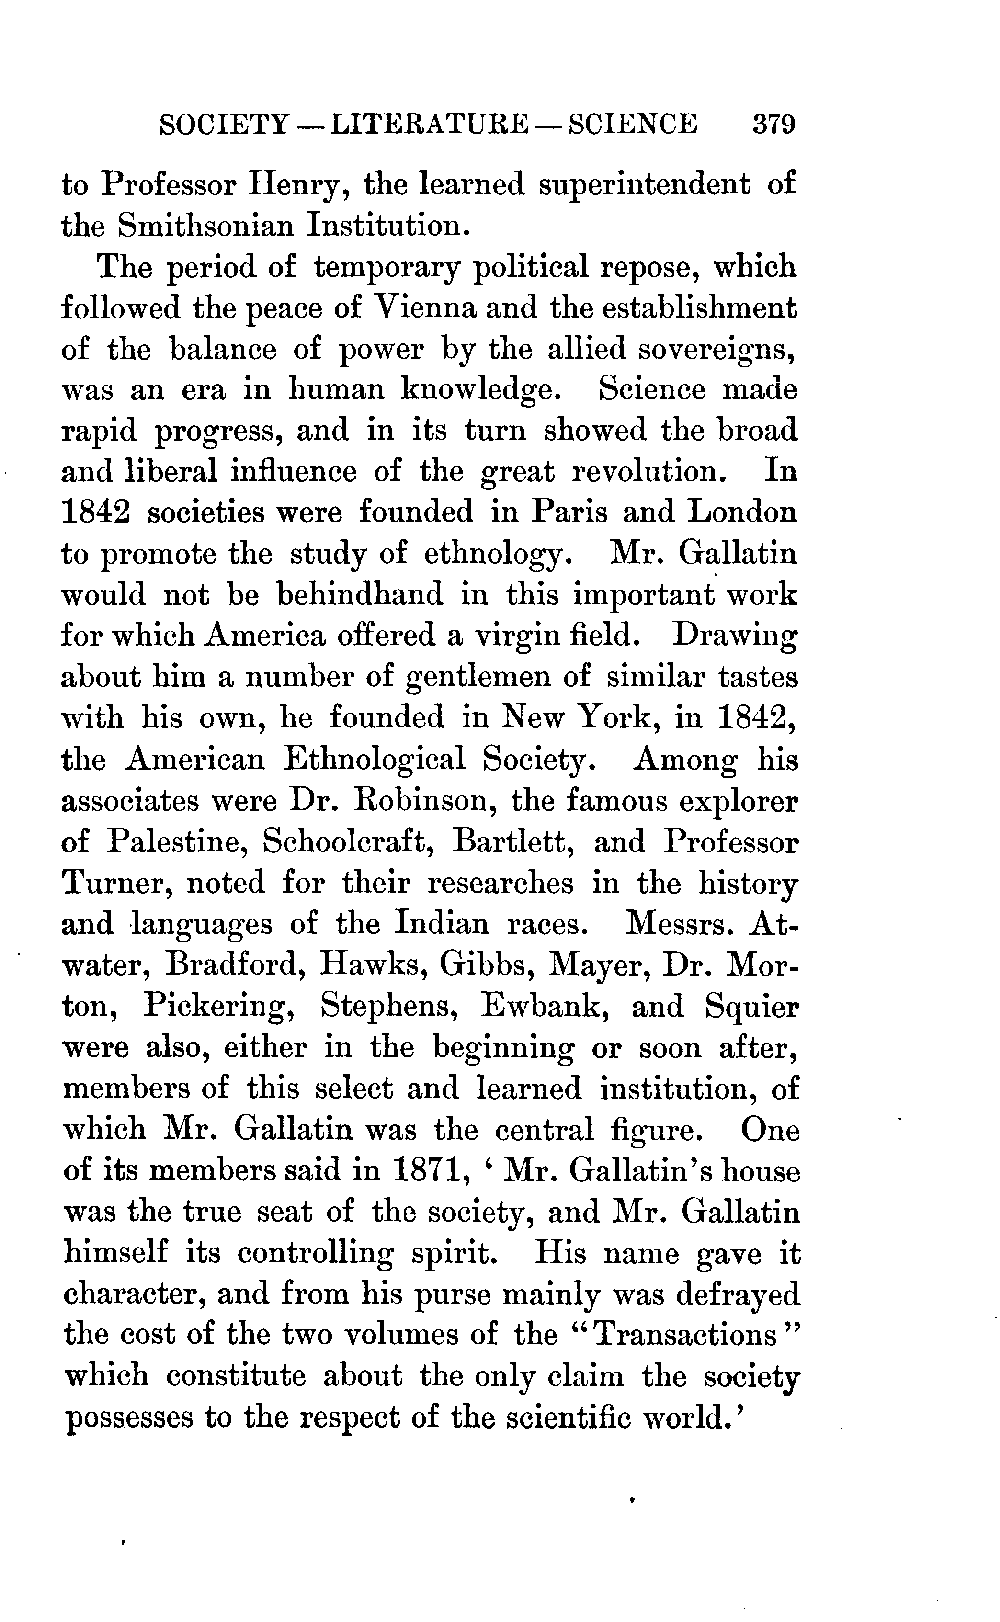 SOCIETY — LITERATURE — SCIENCE 379
to Professor Henry, the learned superintendent of
the Smithsonian Institution.
The period of temporary political repose, which
followed the peace of Vienna and the establishment
of the balance of power by the allied sovereigns,
was an era in human knowledge. Science made
rapid progress, and in its turn showed the broad
and liberal influence of the great revolution. In
1842 societies were founded in Paris and London
to promote the study of ethnology. Mr. Gallatin
would not be behindhand in this important work
for which America offered a virgin field. Drawing
about him a number of gentlemen of similar tastes
with his own, he founded in New York, in 1842,
the American Ethnological Society. Among his
associates were Dr. Robinson, the famous explorer
of Palestine, Schoolcraft, Bartlett, and Professor
Turner, noted for their researches in the history
and languages of the Indian races. Messrs. At-
water, Bradford, Hawks, Gibbs, Mayer, Dr. Mor-
ton, Pickering, Stephens, Ewbank, and Squier
were also, either in the beginning or soon after,
members of this select and learned institution, of
which Mr. Gallatin was the central figure. One
of its members said in 1871, ‘ Mr. Gallatin’s house
was the true seat of the society, and Mr. Gallatin
himself its controlling spirit. His name gave it
character, and from his purse mainly was defrayed
the cost of the two volumes of the “Transactions”
which constitute about the only claim the society
possesses to the respect of the scientific world.’